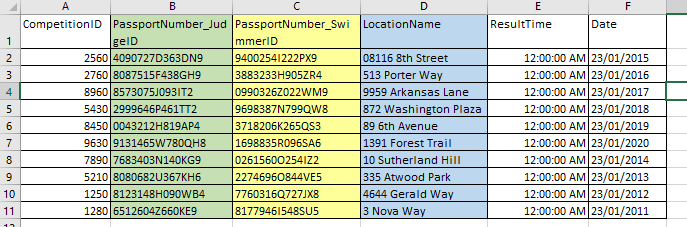 A B C D E F
CompetitionID PassportNumber_Jud PassportNumber_Swi LocationName ResultTime Date
1 geID mmerID
2 2560 4090727D363DN9 9400254I222PX9 08116 8th Street 12:00:00 AM 23/01/2015
3 2760 8087515F438GH9 3883233H905ZR4 513 Porter Way 12:00:00 AM 23/01/2016
4 8960 8573075J093IT2 0990326Z022WM9 9959 Arkansas Lane 12:00:00 AM 23/01/2017
5 5430 2999646P461TT2 9698387N799QW8 872 Washington Plaza 12:00:00 AM 23/01/2018
6 8450 0043212H819AP4 3718206K265QS3 89 6th Avenue 12:00:00 AM 23/01/2019
7 9630 9131465W780QH8 1698835R096SA6 1391 Forest Trail 12:00:00 AM 23/01/2020
8 7890 7683403N140KG9 0261560O254IZ2 10 Sutherland Hill 12:00:00 AM 23/01/2014
9 5210 8080682U367KH6 2274696O844VE5 335 Atwood Park 12:00:00 AM 23/01/2013
10 1250 8123148H090WB4 7760316Q727JX8 4644 Gerald Way 12:00:00 AM 23/01/2012
11 1280 6512604Z660KE9 8177946I548SU5 3 Nova Way 12:00:00 AM 23/01/2011